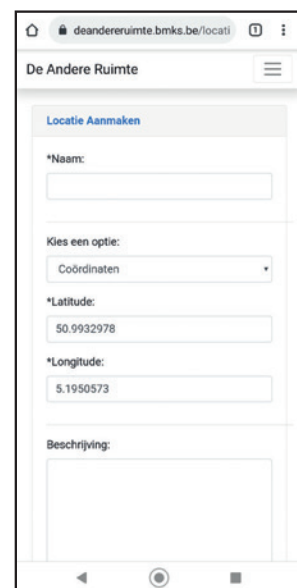 deandereruimte.bmks.be/locati
1
De Andere Ruimte
Locatie Aanmaken
*Naam:
Kies een optie:
Coördinaten
*Latitude:
50.9932978
*Longitude:
5.1950573
Beschrijving: